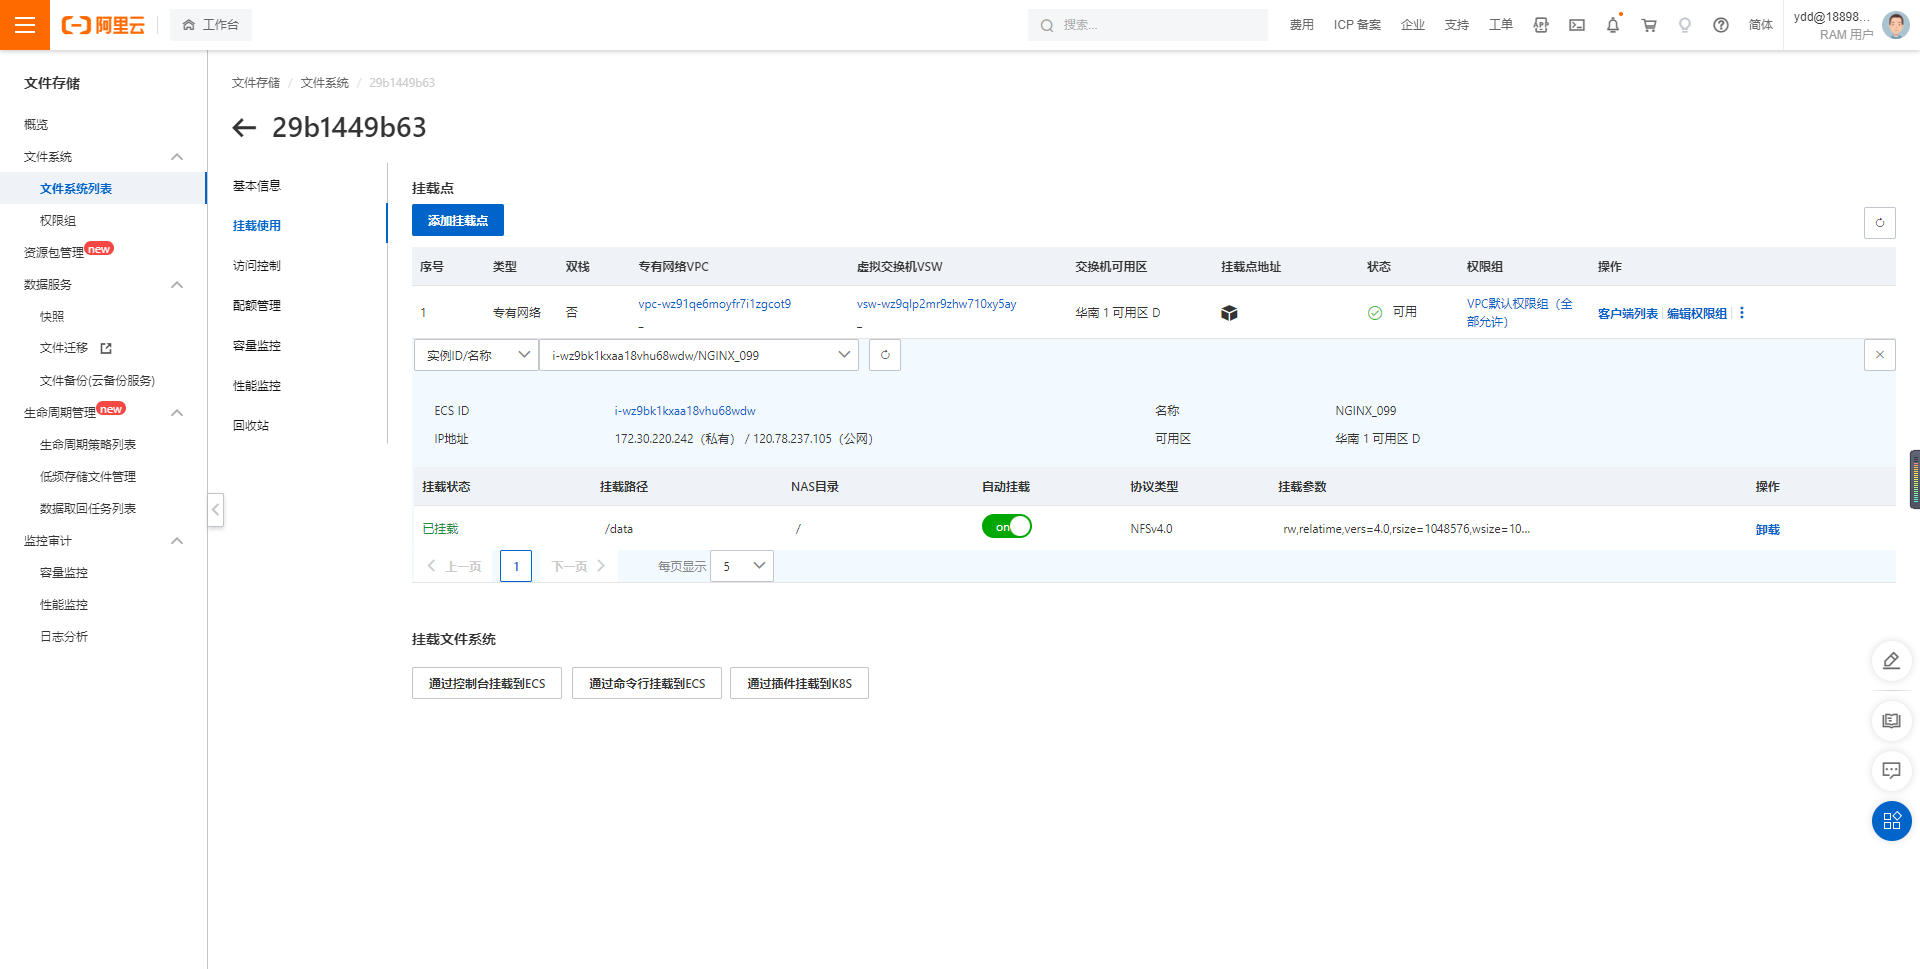 阿里云
工作台
搜索...
费用
ICP 备案
企业
支持
工单
简体
ydd@18898...
RAM 用户
文件存储
概览
文件系统
文件系统列表
权限组
资源包管理 new
数据服务
快照
文件迁移
文件备份(云备份服务)
生命周期管理 new
生命周期策略列表
低频存储文件管理
数据取回任务列表
监控审计
容量监控
性能监控
日志分析
文件存储 / 文件系统 / 29b1449b63
29b1449b63
基本信息
挂载使用
访问控制
配额管理
容量监控
性能监控
回收站
挂载点
添加挂载点
序号 类型 双栈 专有网络VPC 虚拟交换机VSW 交换机可用区 挂载点地址 状态 权限组 操作
1 专有网络 否 vpc-wz91qe6moyfr7i1zgcot9 vsw-wz9qlp2mr9zhw710xy5ay 华南 1 可用区 D 可用 VPC默认权限组（全 客户端列表 编辑权限组
– – 部允许）
实例ID/名称 i-wz9bk1kxaa18vhu68wdw/NGINX_099
ECS ID i-wz9bk1kxaa18vhu68wdw 名称 NGINX_099
IP地址 172.30.220.242（私有） / 120.78.237.105（公网） 可用区 华南 1 可用区 D
挂载状态 挂载路径 NAS目录 自动挂载 协议类型 挂载参数 操作
已挂载 /data / on NFSv4.0 rw,relatime,vers=4.0,rsize=1048576,wsize=10... 卸载
上一页 1 下一页 每页显示 5
挂载文件系统
通过控制台挂载到ECS 通过命令行挂载到ECS 通过插件挂载到K8S